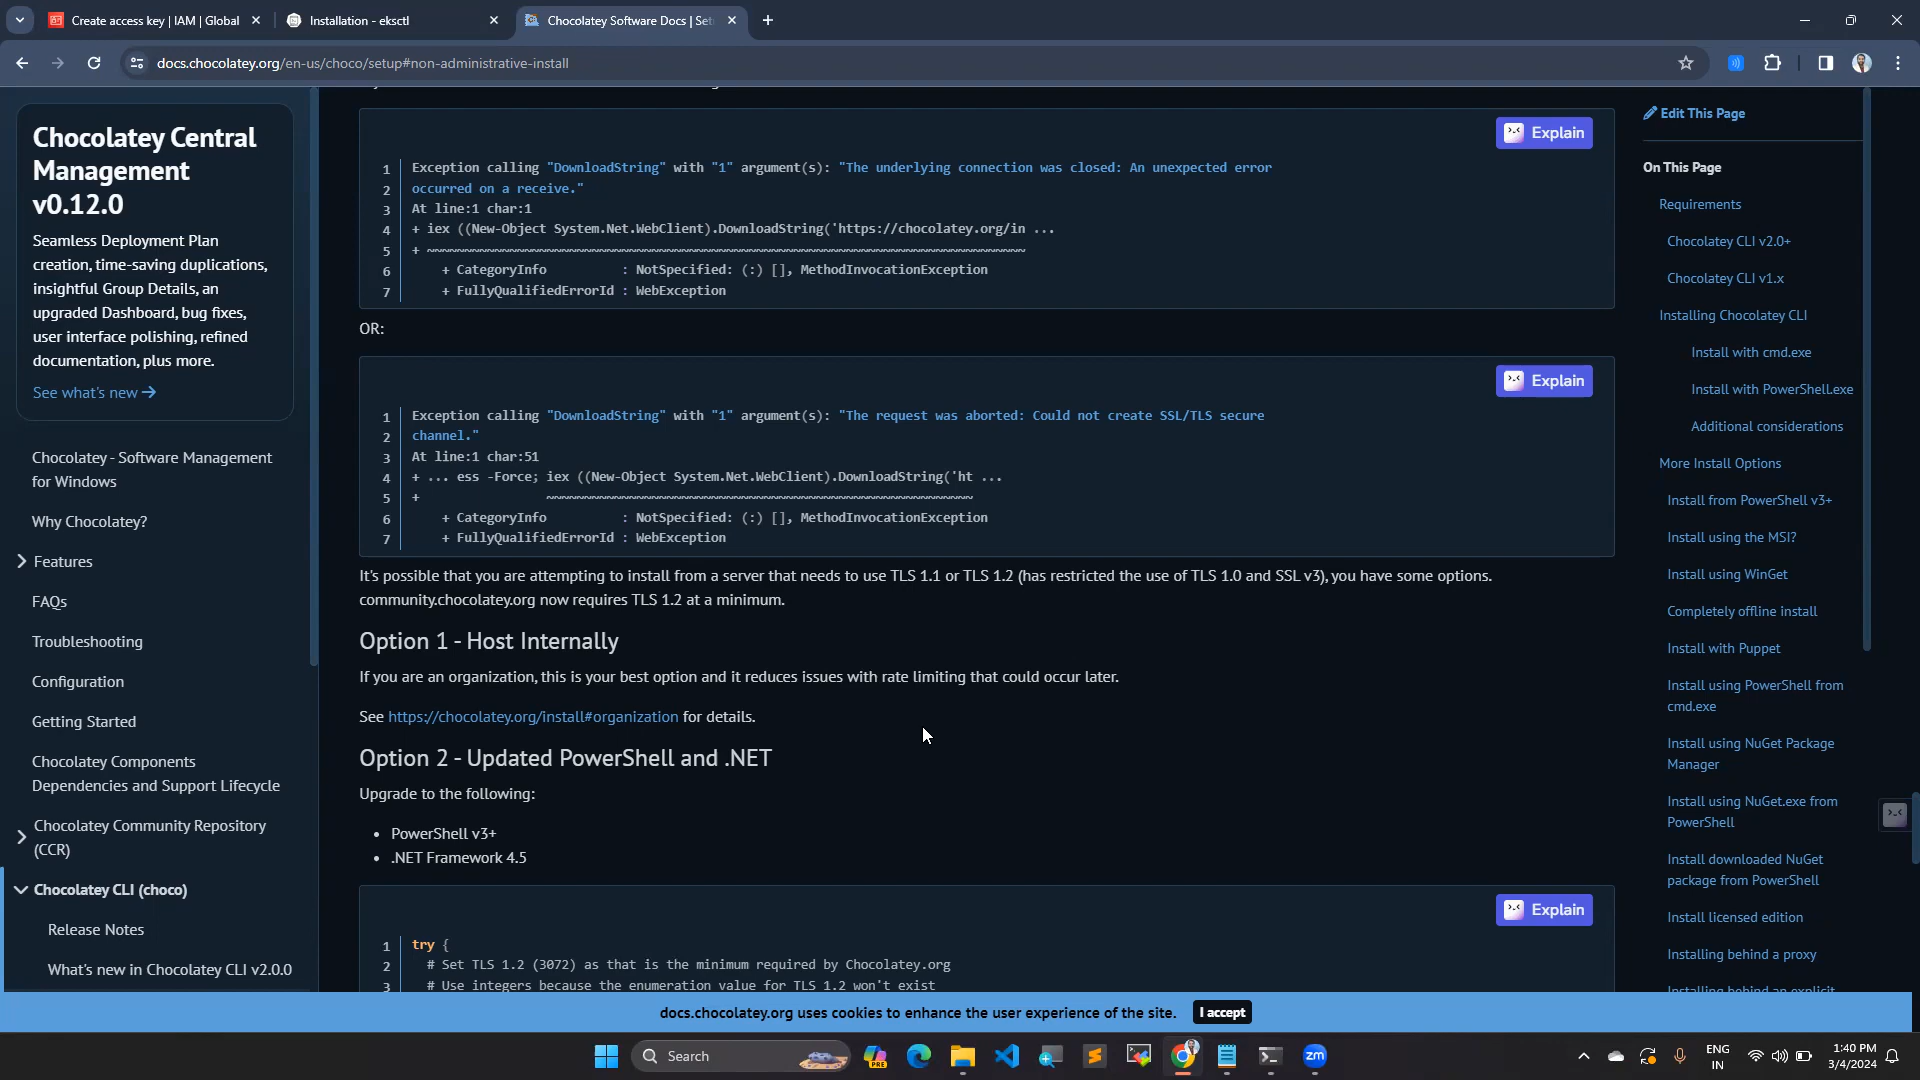 Create access key | IAM | Global
Installation - eksctl
Chocolatey Software Docs | Set
docs.chocolatey.org/en-us/choco/setup#non-administrative-install
Chocolatey Central
Management
v0.12.0
Seamless Deployment Plan
creation, time-saving duplications,
insightful Group Details, an
upgraded Dashboard, bug fixes,
user interface polishing, refined
documentation, plus more.
See what's new
Chocolatey - Software Management
for Windows
Why Chocolatey?
Features
FAQs
Troubleshooting
Configuration
Getting Started
Chocolatey Components
Dependencies and Support Lifecycle
Chocolatey Community Repository
(CCR)
Chocolatey CLI (choco)
Release Notes
What's new in Chocolatey CLI v2.0.0
Explain
1 Exception calling "DownloadString" with "1" argument(s): "The underlying connection was closed: An unexpected error
2 occurred on a receive."
3 At line:1 char:1
4 + iex ((New-Object System.Net.WebClient).DownloadString('https://chocolatey.org/in ...
5 + ~~~~~~~~~~~~~~~~~~~~~~~~~~~~~~~~~~~~~~~~~~~~~~~~~~~~~~~~~~~~~~~~~~~~~~~~~~~~~~~~
6 + CategoryInfo : NotSpecified: (:) [], MethodInvocationException
7 + FullyQualifiedErrorId : WebException
OR:
Explain
1 Exception calling "DownloadString" with "1" argument(s): "The request was aborted: Could not create SSL/TLS secure
2 channel."
3 At line:1 char:51
4 + ... ess -Force; iex ((New-Object System.Net.WebClient).DownloadString('ht ...
5 + ~~~~~~~~~~~~~~~~~~~~~~~~~~~~~~~~~~~~~~~~~~~~~~~~~~~~~~~~~
6 + CategoryInfo : NotSpecified: (:) [], MethodInvocationException
7 + FullyQualifiedErrorId : WebException
It's possible that you are attempting to install from a server that needs to use TLS 1.1 or TLS 1.2 (has restricted the use of TLS 1.0 and SSL v3), you have some options.
community.chocolatey.org now requires TLS 1.2 at a minimum.
Option 1 - Host Internally
If you are an organization, this is your best option and it reduces issues with rate limiting that could occur later.
See https://chocolatey.org/install#organization for details.
Option 2 - Updated PowerShell and .NET
Upgrade to the following:
• PowerShell v3+
• .NET Framework 4.5
Explain
1 try {
2 # Set TLS 1.2 (3072) as that is the minimum required by Chocolatey.org
3 # Use integers because the enumeration value for TLS 1.2 won't exist
Edit This Page
On This Page
Requirements
Chocolatey CLI v2.0+
Chocolatey CLI v1.x
Installing Chocolatey CLI
Install with cmd.exe
Install with PowerShell.exe
Additional considerations
More Install Options
Install from PowerShell v3+
Install using the MSI?
Install using WinGet
Completely offline install
Install with Puppet
Install using PowerShell from
cmd.exe
Install using NuGet Package
Manager
Install using NuGet.exe from
PowerShell
Install downloaded NuGet
package from PowerShell
Install licensed edition
Installing behind a proxy
Installing behind an explicit
docs.chocolatey.org uses cookies to enhance the user experience of the site.
I accept
Search
PRE
zm
ENG
IN
1:40 PM
3/4/2024